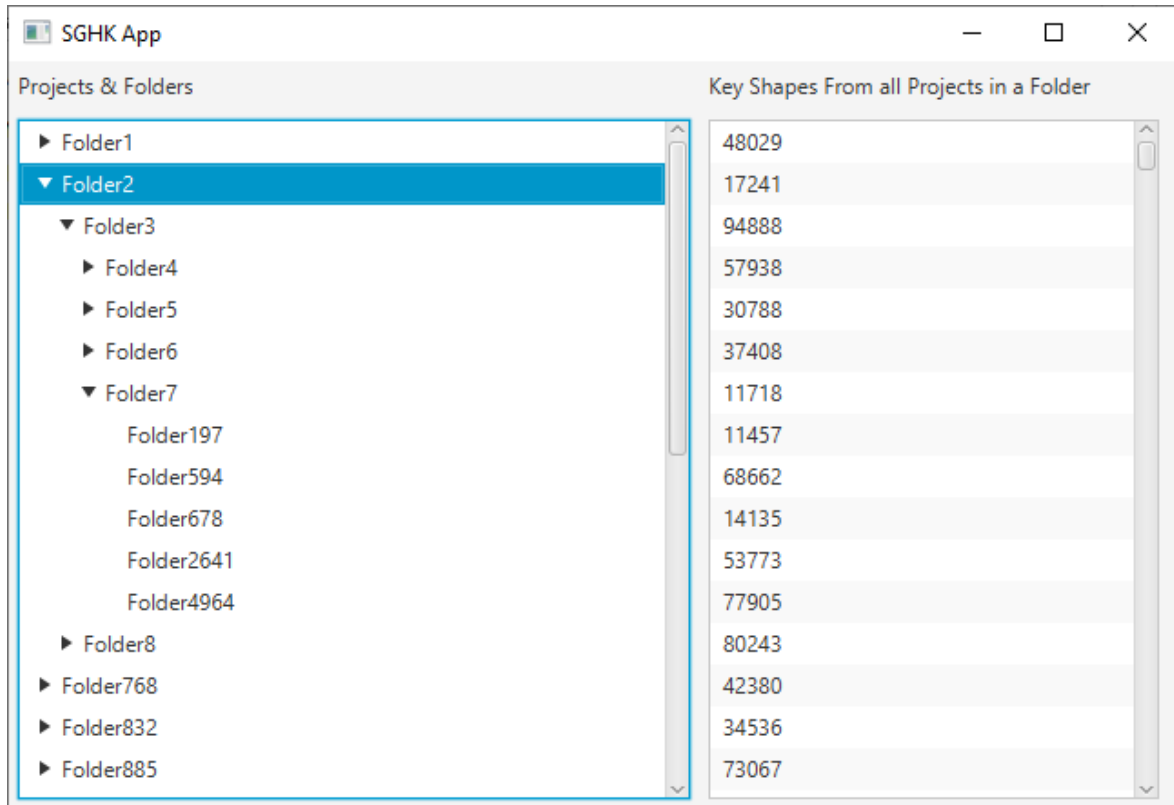 SGHK App
Projects & Folders
Folder1
Folder2
Folder3
Folder4
Folder5
Folder6
Folder7
Folder197
Folder594
Folder678
Folder2641
Folder4964
Folder8
Folder768
Folder832
Folder885
Key Shapes From all Projects in a Folder
48029
17241
94888
57938
30788
37408
11718
11457
68662
14135
53773
77905
80243
42380
34536
73067